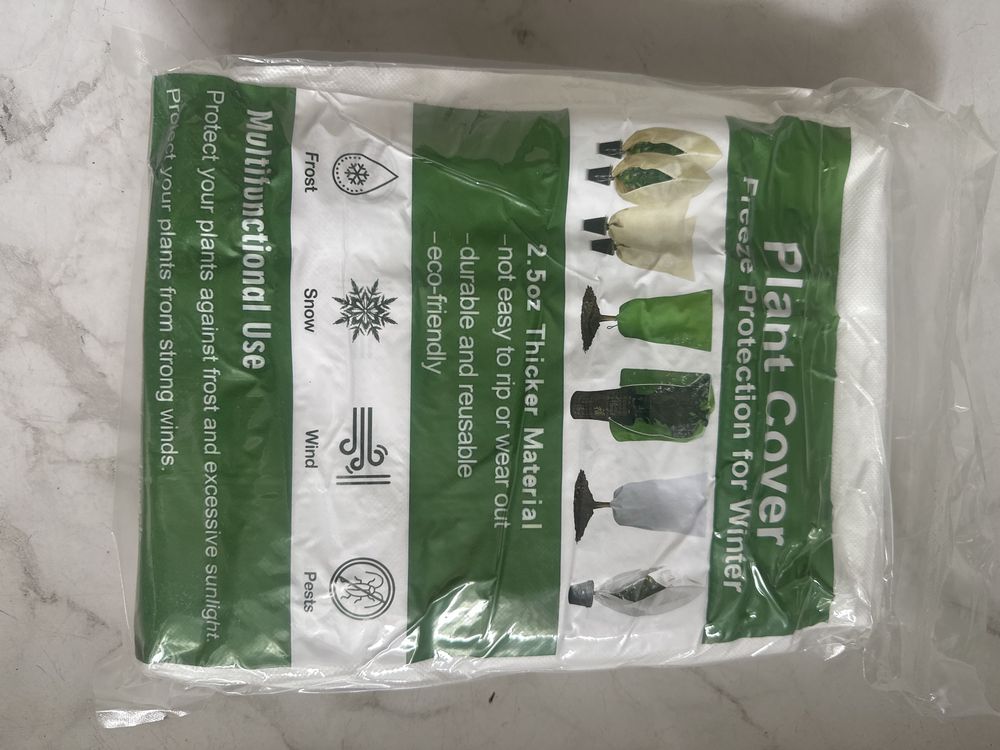 Plant Cover
Freeze Protection for Winter
2.5oz Thicker Material
-not easy to rip or wear out
-durable and reusable
-eco-friendly
Frost
Snow
Wind
Pests
Multifunctional Use
Protect your plants against frost and excessive sunlight.
Protect your plants from strong winds.